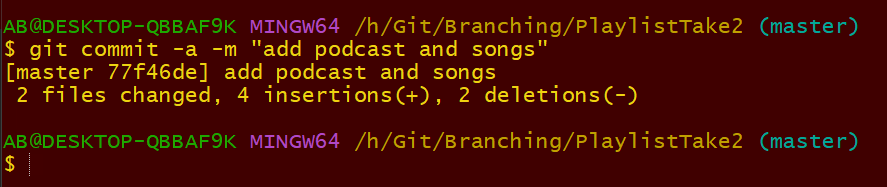 AB@DESKTOP-QBBAF9K MINGW64 /h/Git/Branching/PlaylistTake2 (master)
$ git commit -a -m "add podcast and songs"
[master 77f46de] add podcast and songs
 2 files changed, 4 insertions(+), 2 deletions(-)
AB@DESKTOP-QBBAF9K MINGW64 /h/Git/Branching/PlaylistTake2 (master)
$